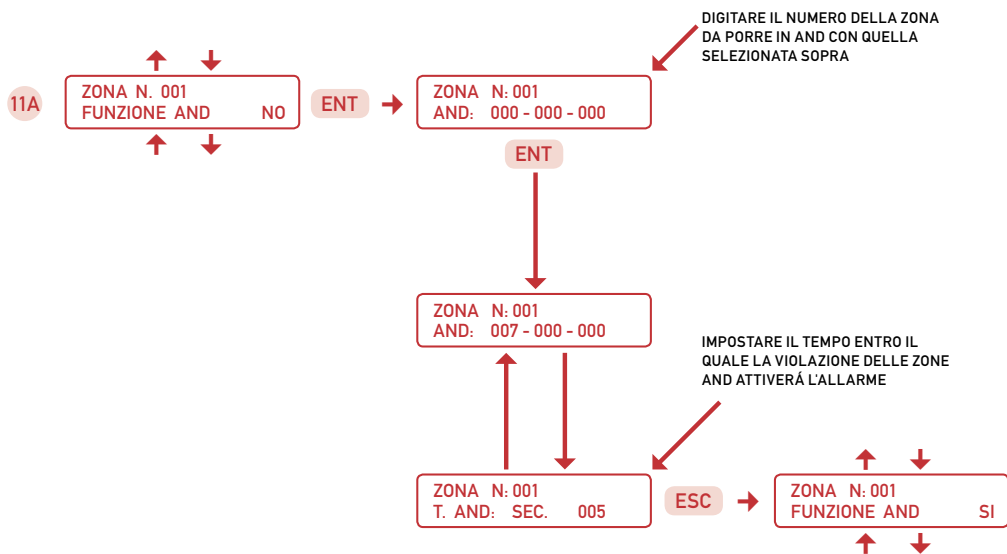 DIGITARE IL NUMERO DELLA ZONA
DA PORRE IN AND CON QUELLA
SELEZIONATA SOPRA
11A
ZONA N. 001
FUNZIONE AND NO
ENT
ZONA N: 001
AND: 000 - 000 - 000
ENT
ZONA N: 001
AND: 007 - 000 - 000
IMPOSTARE IL TEMPO ENTRO IL
QUALE LA VIOLAZIONE DELLE ZONE
AND ATTIVERÁ L'ALLARME
ZONA N: 001
T. AND: SEC. 005
ESC
ZONA N: 001
FUNZIONE AND SI